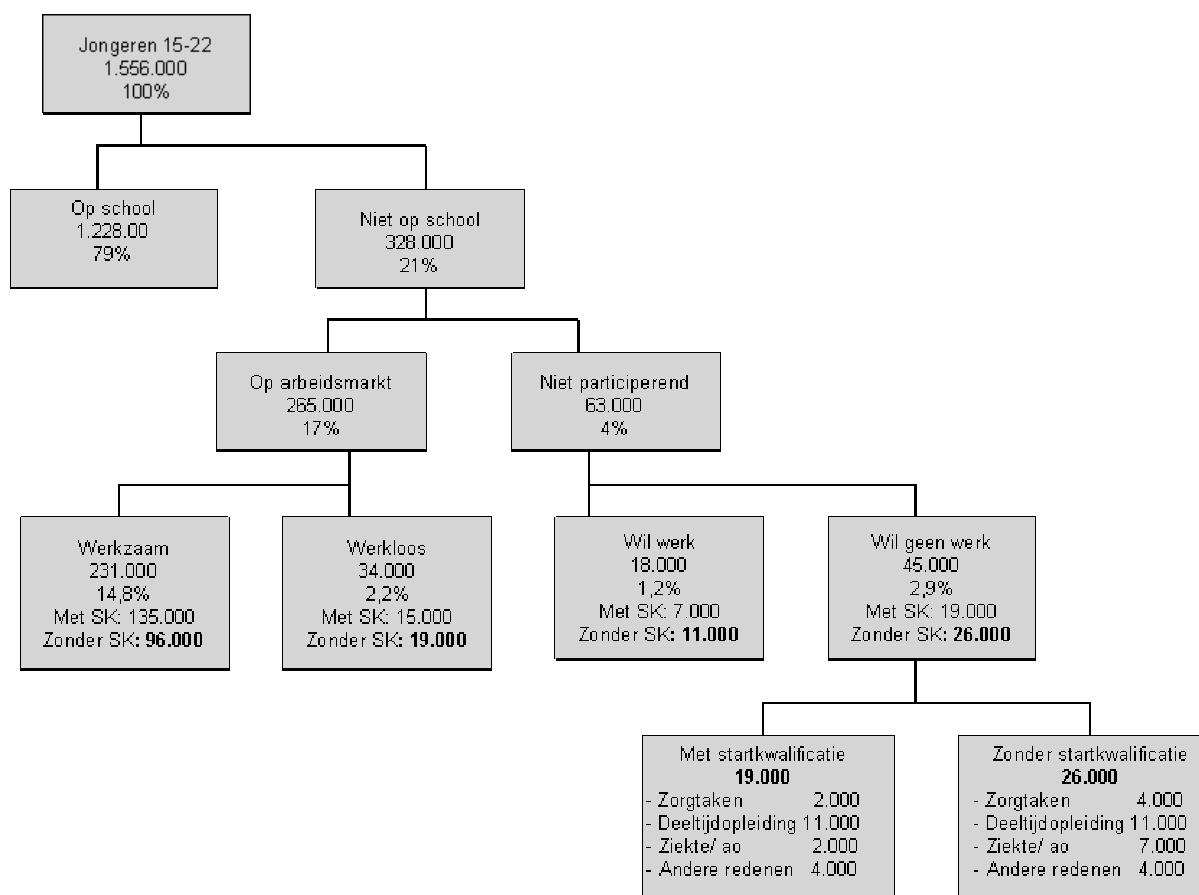 Jongeren 15-22
1.556.000
100%
Op school
1.228.00
79%
Niet op school
328.000
21%
Op arbeidsmarkt
265.000
17%
Niet participerend
63.000
4%
Werkzaam
231.000
14,8%
Met SK: 135.000
Zonder SK: 96.000
Werkloos
34.000
2,2%
Met SK: 15.000
Zonder SK: 19.000
Wil werk
18.000
1,2%
Met SK: 7.000
Zonder SK: 11.000
Wil geen werk
45.000
2,9%
Met SK: 19.000
Zonder SK: 26.000
Met startkwalificatie
19.000
- Zorgtaken 2.000
- Deeltijdopleiding 11.000
- Ziekte/ ao 2.000
- Andere redenen 4.000
Zonder startkwalificatie
26.000
- Zorgtaken 4.000
- Deeltijdopleiding 11.000
- Ziekte/ ao 7.000
- Andere redenen 4.000